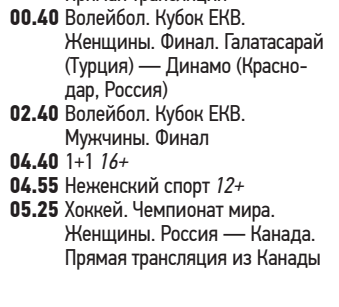 Прямая трансляция
00.40 Волейбол. Кубок ЕКВ.
Женщины. Финал. Галатасарай
(Турция) — Динамо (Красно-
дар, Россия)
02.40 Волейбол. Кубок ЕКВ.
Мужчины. Финал
04.40 1+1 16+
04.55 Неженский спорт 12+
05.25 Хоккей. Чемпионат мира.
Женщины. Россия — Канада.
Прямая трансляция из Канады